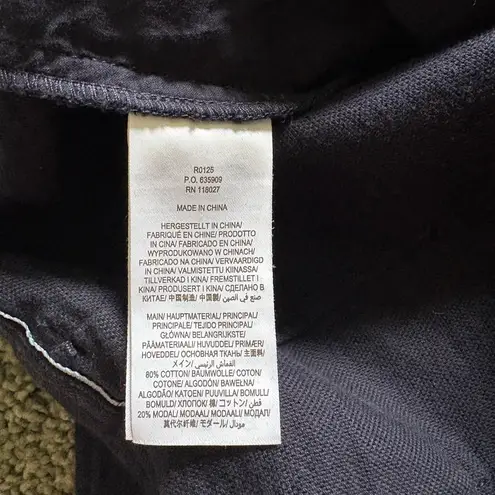 R0125
P.O. 635909
RN 118027
MADE IN CHINA
HERGESTELLT IN CHINA/
FABRIQUÉ EN CHINE/ PRODOTTO
IN CINA/ FABRICADO EN CHINA/
WYPRODUKOWANO W CHINACH/
FABRICADO NA CHINA/ VERVAARDIGD
IN CHINA/ VALMISTETTU KIINASSA/
TILLVERKAD I KINA/ FREMSTILLET I
KINA/ PRODUSERT I KINA/ СДЕЛАНО В
КИТАЕ/ 中国制造/ 中国製/ صنع في الصين
MAIN/ HAUPTMATERIAL/ PRINCIPAL/
PRINCIPALE/ TEJIDO PRINCIPAL/
GŁÓWNA/ BELANGRIJKSTE/
PÄÄMATERIAALI/ HUVUDDEL/ PRIMÆR/
HOVEDDEL/ ОСНОВНАЯ ТКАНЬ/ 主面料/
メイン/ القماش الرئيسي
80% COTTON/ BAUMWOLLE/ COTON/
COTONE/ ALGODÓN/ BAWEŁNA/
ALGODÃO/ KATOEN/ PUUVILLA/ BOMULL/
BOMULD/ ХЛОПОК/ 棉/ コットン/ قطن
20% MODAL/ MODAAL/ MODAALI/ МОДАЛ/
莫代尔纤维/ モダール/ مودال